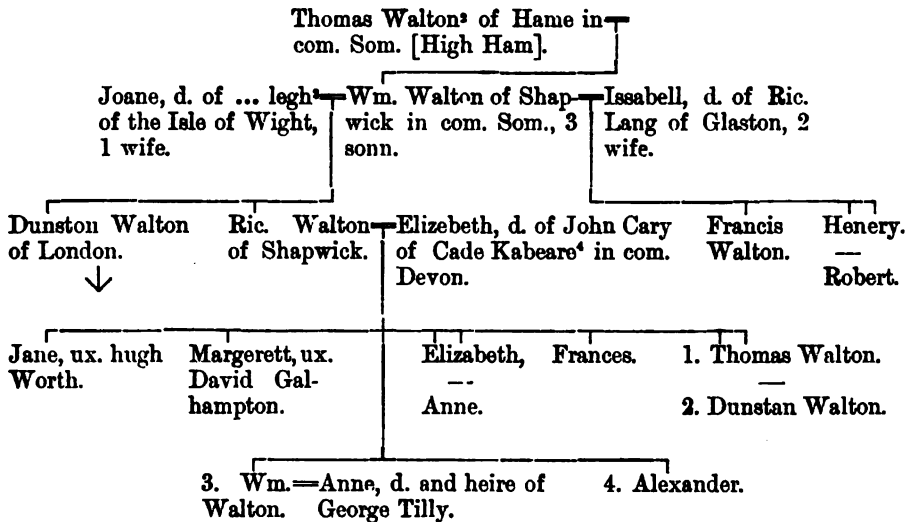 Thomas Walton² of Hame in
com. Som. [High Ham].
Joane, d. of ... legh³
of the Isle of Wight,
1 wife.
Wm. Walton of Shap-
wick in com. Som., 3
sonn.
Issabell, d. of Ric.
Lang of Glaston, 2
wife.
Dunston Walton
of London.
Ric. Walton
of Shapwick.
Elizebeth, d. of John Cary
of Cade Kabeare⁴ in com.
Devon.
Francis
Walton.
Henery.
—
Robert.
Jane, ux. hugh
Worth.
Margerett, ux.
David Gal-
hampton.
Elizabeth,
—
Anne.
Frances.
1. Thomas Walton.
—
2. Dunstan Walton.
3. Wm.
Walton.
Anne, d. and heire of
George Tilly.
4. Alexander.